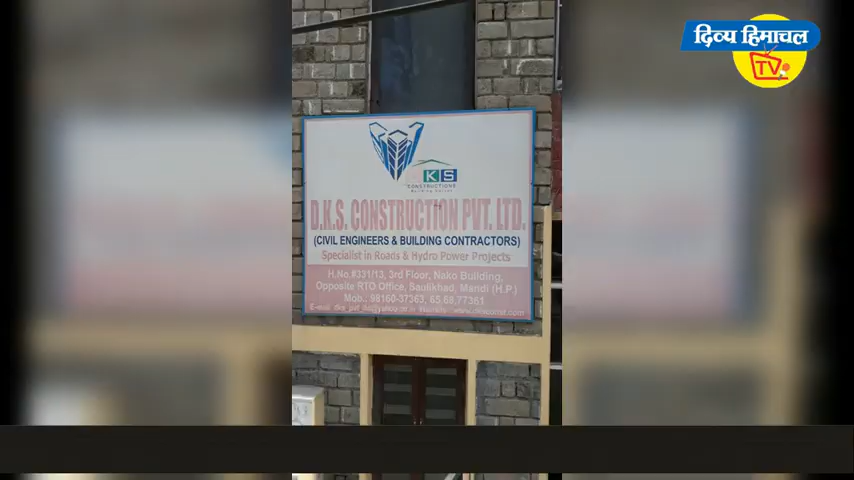 दिव्य हिमाचल
TV
KS
CONSTRUCTIONS
D.K.S. CONSTRUCTION PVT. LTD.
(CIVIL ENGINEERS & BUILDING CONTRACTORS)
Specialist in Roads & Hydro Power Projects
H.No.#331/13, 3rd Floor, Nako Building,
Opposite RTO Office, Saulikhad, Mandi (H.P.)
Mob.: 98160-37363, 65,68,77361
E-mail